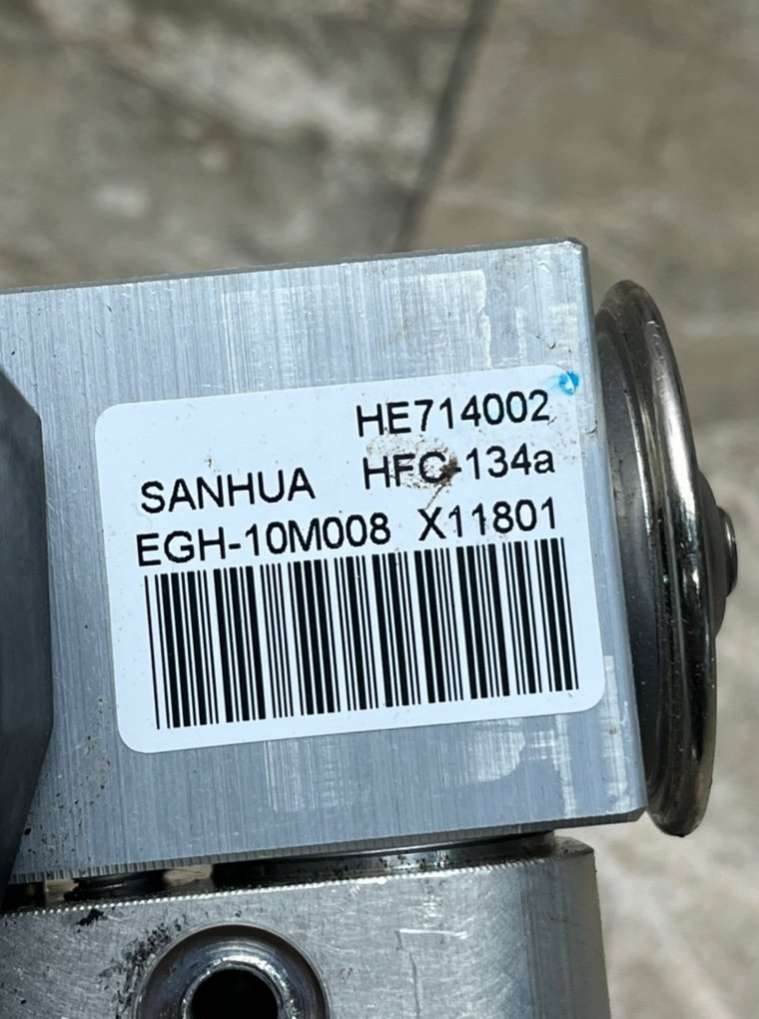 HE714002
SANHUA HFC-134a
EGH-10M008 X11801